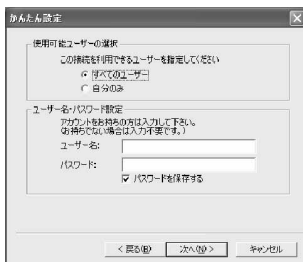 かんたん設定
使用可能ユーザーの選択
この接続を利用できるユーザーを指定してください
すべてのユーザー
自分のみ
ユーザー名・パスワード設定
アカウントをお持ちの方は入力して下さい。
(お持ちでない場合は入力不要です。)
ユーザー名:
パスワード:
パスワードを保存する
< 戻る(B)
次へ(N) >
キャンセル